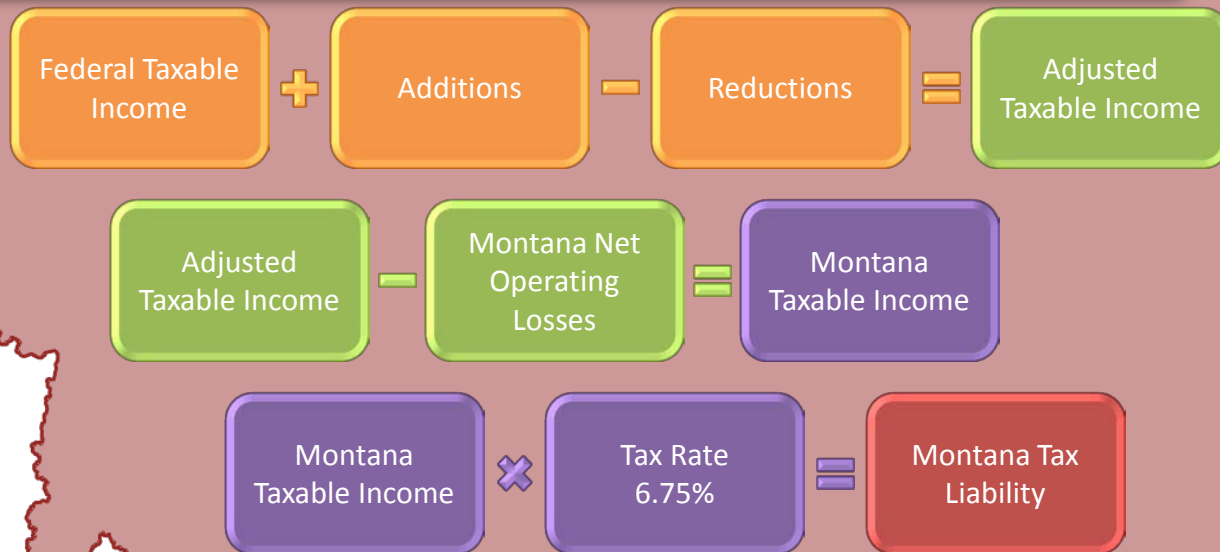 Federal Taxable
Income
+
Additions
−
Reductions
=
Adjusted
Taxable Income
Adjusted
Taxable Income
−
Montana Net
Operating
Losses
=
Montana
Taxable Income
Montana
Taxable Income
×
Tax Rate
6.75%
=
Montana Tax
Liability